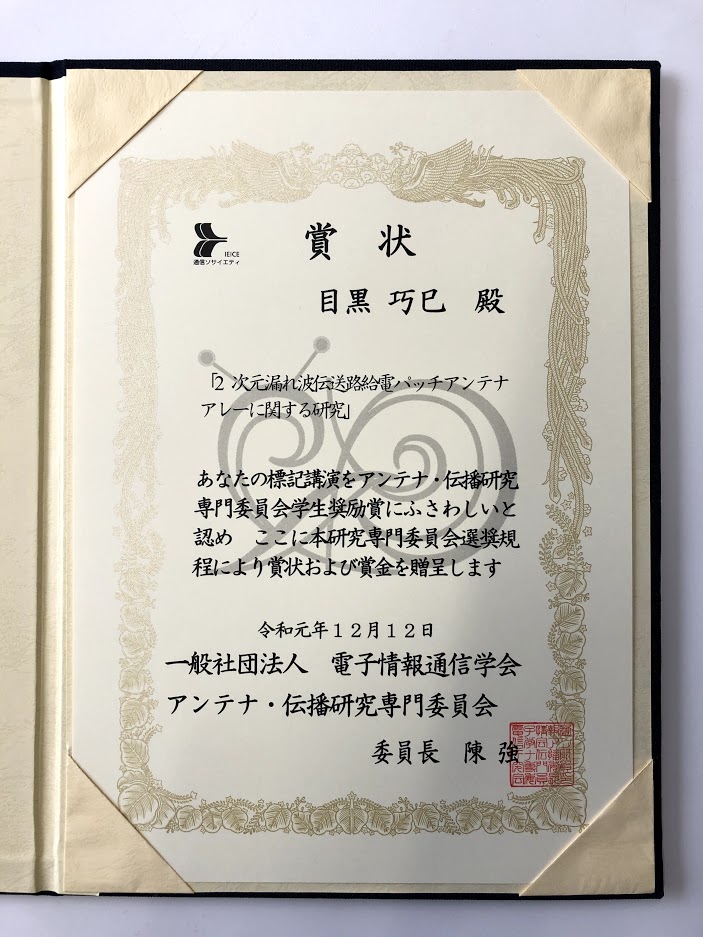 IEICE
通信ソサイエティ
賞 状
目黒 巧巳 殿
「2 次元漏れ波伝送路給電パッチアンテナ
アレーに関する研究」
あなたの標記講演をアンテナ・伝播研究
専門委員会学生奨励賞にふさわしいと
認め ここに本研究専門委員会選奨規
程により賞状および賞金を贈呈します
令和元年12月12日
一般社団法人 電子情報通信学会
アンテナ・伝播研究専門委員会
委員長 陳 強